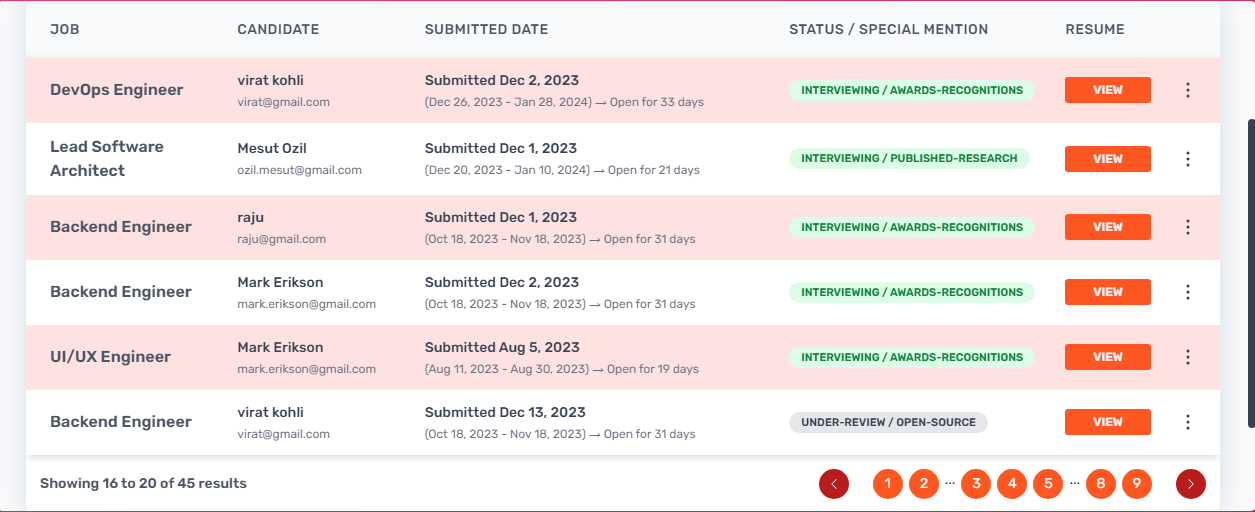 JOB CANDIDATE SUBMITTED DATE STATUS / SPECIAL MENTION RESUME
DevOps Engineer
virat kohli
virat@gmail.com
Submitted Dec 2, 2023
(Dec 26, 2023 - Jan 28, 2024) → Open for 33 days
INTERVIEWING / AWARDS-RECOGNITIONS
VIEW
Lead Software
Architect
Mesut Ozil
ozil.mesut@gmail.com
Submitted Dec 1, 2023
(Dec 20, 2023 - Jan 10, 2024) → Open for 21 days
INTERVIEWING / PUBLISHED-RESEARCH
VIEW
Backend Engineer
raju
raju@gmail.com
Submitted Dec 1, 2023
(Oct 18, 2023 - Nov 18, 2023) → Open for 31 days
INTERVIEWING / AWARDS-RECOGNITIONS
VIEW
Backend Engineer
Mark Erikson
mark.erikson@gmail.com
Submitted Dec 2, 2023
(Oct 18, 2023 - Nov 18, 2023) → Open for 31 days
INTERVIEWING / AWARDS-RECOGNITIONS
VIEW
UI/UX Engineer
Mark Erikson
mark.erikson@gmail.com
Submitted Aug 5, 2023
(Aug 11, 2023 - Aug 30, 2023) → Open for 19 days
INTERVIEWING / AWARDS-RECOGNITIONS
VIEW
Backend Engineer
virat kohli
virat@gmail.com
Submitted Dec 13, 2023
(Oct 18, 2023 - Nov 18, 2023) → Open for 31 days
UNDER-REVIEW / OPEN-SOURCE
VIEW
Showing 16 to 20 of 45 results
1 2 ... 3 4 5 ... 8 9